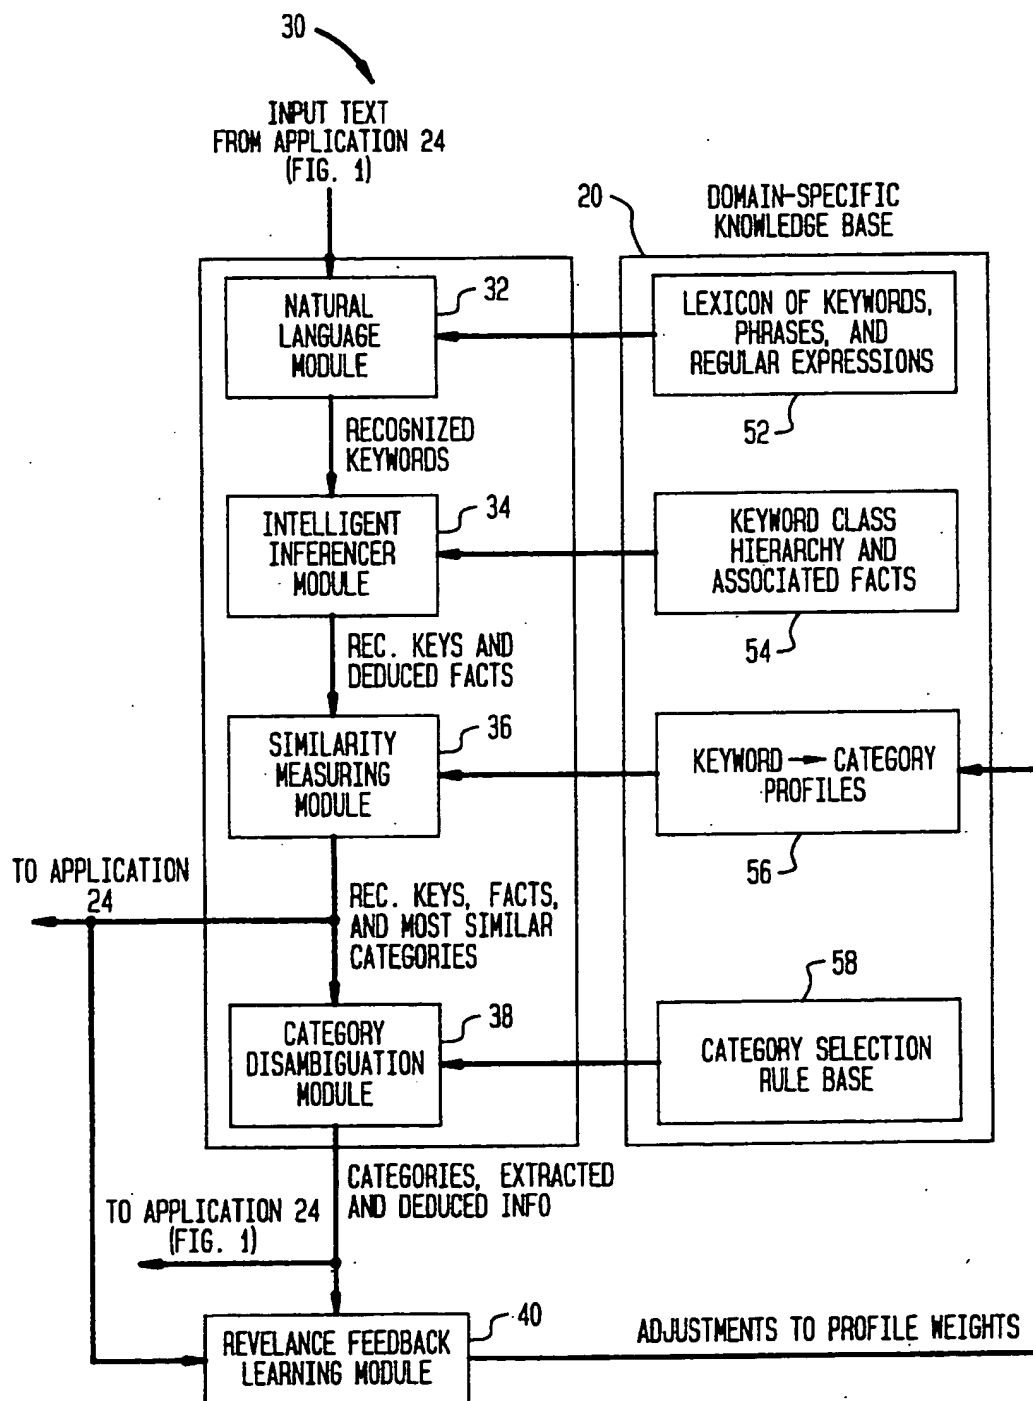 30
INPUT TEXT
FROM APPLICATION 24
(FIG. 1)
20
DOMAIN-SPECIFIC
KNOWLEDGE BASE
NATURAL
LANGUAGE
MODULE
32
LEXICON OF KEYWORDS,
PHRASES, AND
REGULAR EXPRESSIONS
52
RECOGNIZED
KEYWORDS
INTELLIGENT
INFERENCER
MODULE
34
KEYWORD CLASS
HIERARCHY AND
ASSOCIATED FACTS
54
REC. KEYS AND
DEDUCED FACTS
SIMILARITY
MEASURING
MODULE
36
KEYWORD → CATEGORY
PROFILES
56
TO APPLICATION
24
REC. KEYS, FACTS,
AND MOST SIMILAR
CATEGORIES
58
CATEGORY
DISAMBIGUATION
MODULE
38
CATEGORY SELECTION
RULE BASE
CATEGORIES, EXTRACTED
AND DEDUCED INFO
TO APPLICATION 24
(FIG. 1)
REVELANCE FEEDBACK
LEARNING MODULE
40
ADJUSTMENTS TO PROFILE WEIGHTS